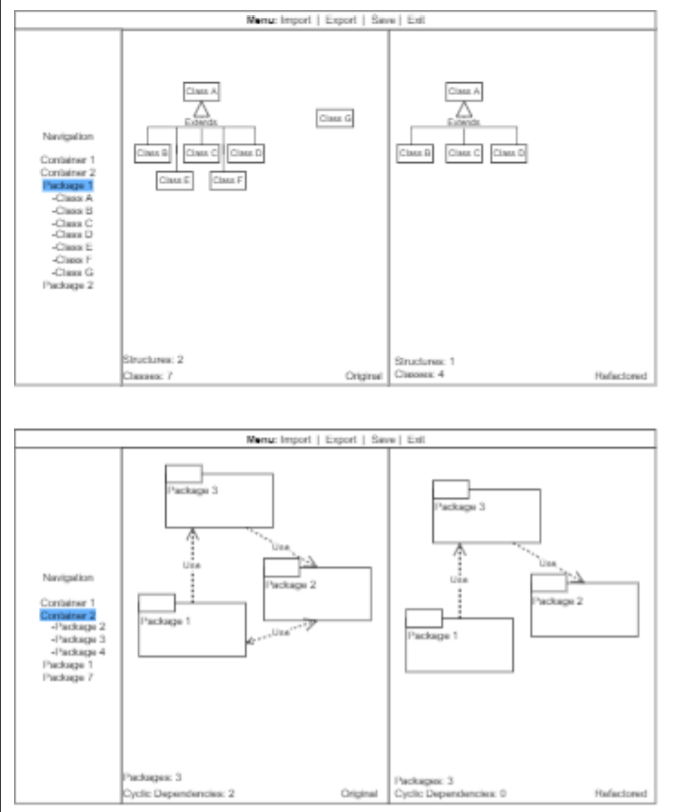 Menu: Import | Export | Save | Exit
Navigation
Container 1
Container 2
Package 1
-Class A
-Class B
-Class C
-Class D
-Class E
-Class F
-Class G
Package 2
Class A
Extends
Class G
Class B
Class C
Class D
Class E
Class F
Structures: 2
Classes: 7
Original
Class A
Extends
Class B
Class C
Class D
Structures: 1
Classes: 4
Refactored
Menu: Import | Export | Save | Exit
Navigation
Container 1
Container 2
-Package 2
-Package 3
-Package 4
Package 1
Package 7
Package 3
Use
Use
Package 2
Package 1
Use
Packages: 3
Cyclic Dependencies: 2
Original
Package 3
Use
Use
Package 2
Package 1
Packages: 3
Cyclic Dependencies: 0
Refactored